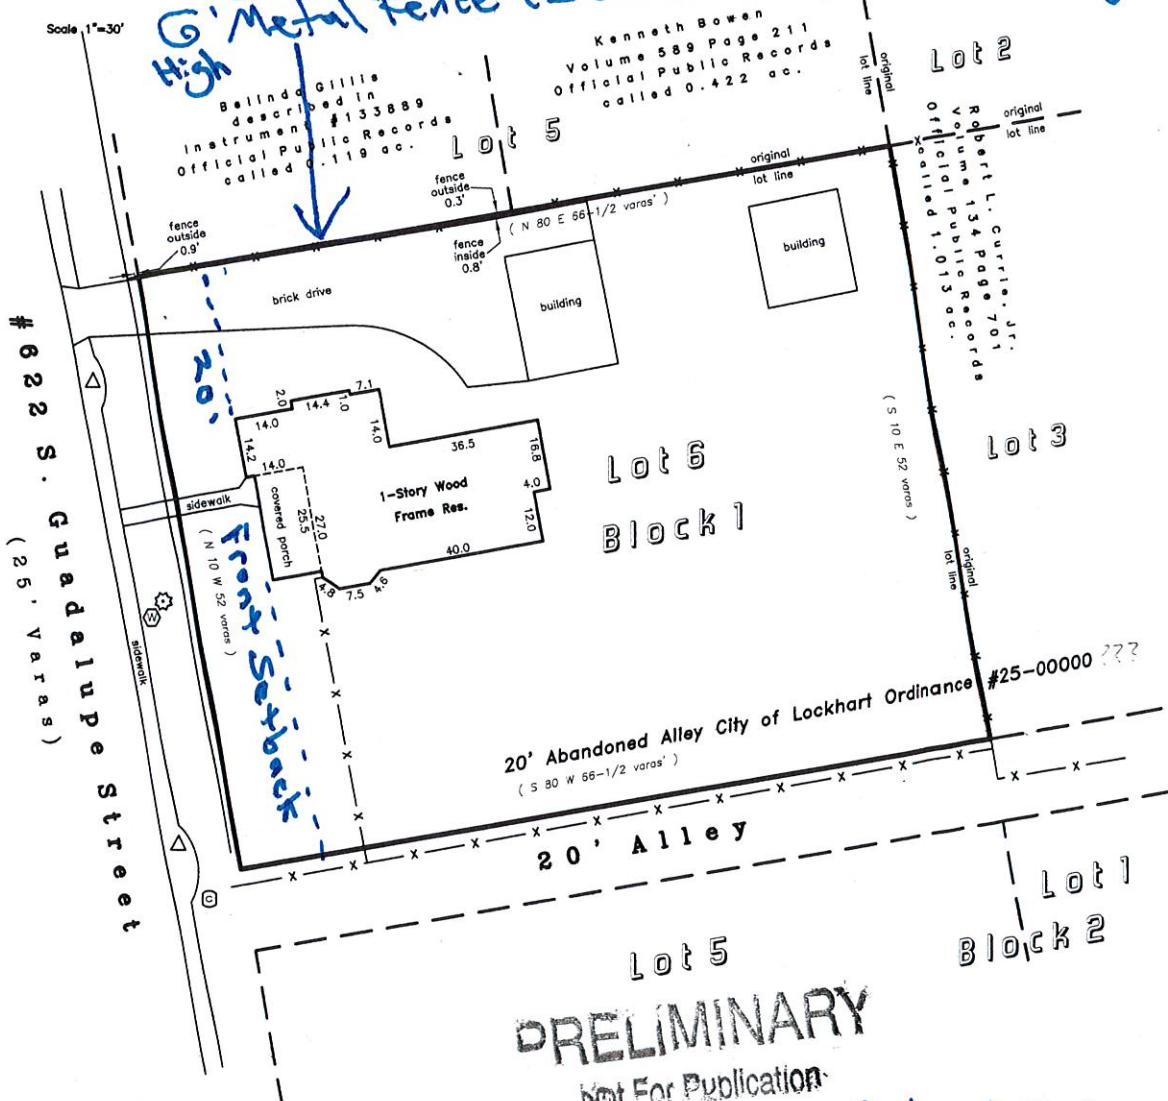 Scale 1"=30'
6' Metal Fence
High
Belinda Gillis
described in
Instrument #133889
Official Public Records
called 0.119 ac.
Kenneth Bowen
Volume 589 Page 211
Official Public Records
called 0.422 ac.
Lot 5
original
lot line
Lot 2
original
lot line
Robert L. Currie, Jr.
Volume 134 Page 701
Official Public Records
called 1.013 ac.
original
lot line
fence
outside
0.3'
fence
outside
0.9'
( N 80 E 56-1/2 varas' )
fence
inside
0.8'
brick drive
building
building
20'
# 622 S. Guadalupe Street
( 25' varas )
2.0
14.4
1.0
7.1
14.0
14.0
36.5
16.8
14.2
14.0
4.0
12.0
1-Story Wood
Frame Res.
covered porch
25.5
27.0
40.0
4.8
7.5
4.6
sidewalk
( N 10 W 52 varas )
Front Setback
Lot 6
Block 1
( S 10 E 52 varas )
Lot 3
original
lot line
W
sidewalk
20' Abandoned Alley City of Lockhart Ordinance #25-00000 ???
( S 80 W 56-1/2 varas' )
20' Alley
C
Lot 1
Block 2
Lot 5
PRELIMINARY
Not For Publication